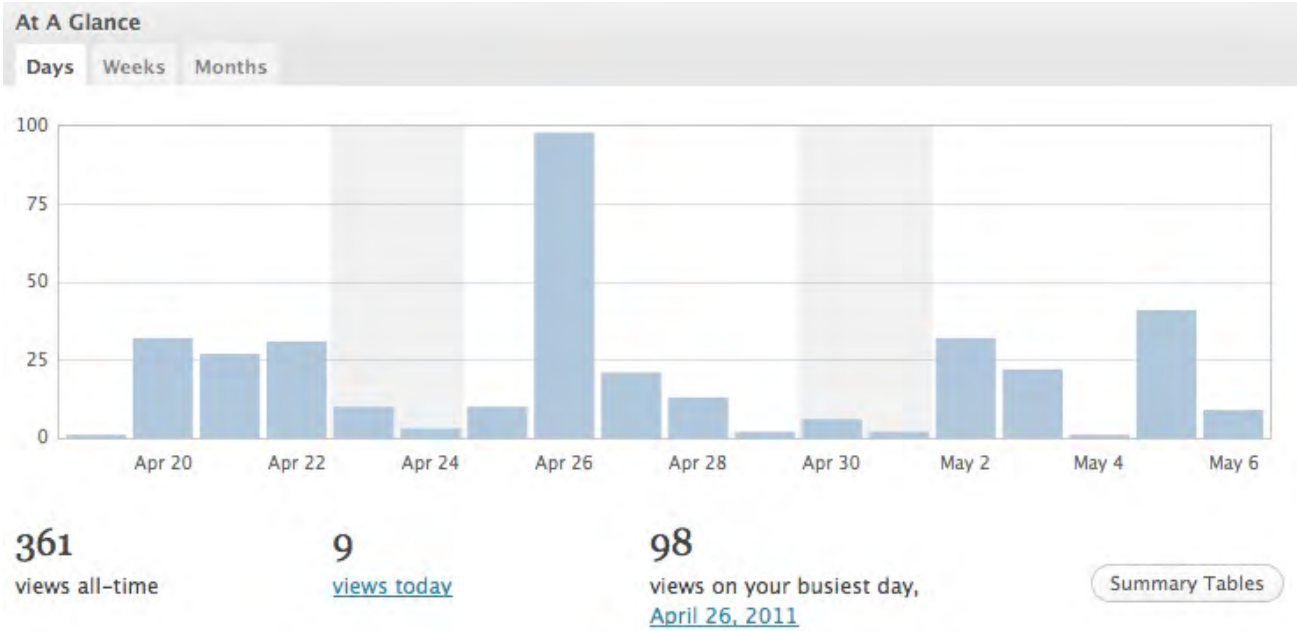 At A Glance
Days Weeks Months
100
75
50
25
0
Apr 20 Apr 22 Apr 24 Apr 26 Apr 28 Apr 30 May 2 May 4 May 6
361 9 98
views all-time views today views on your busiest day, Summary Tables
April 26, 2011